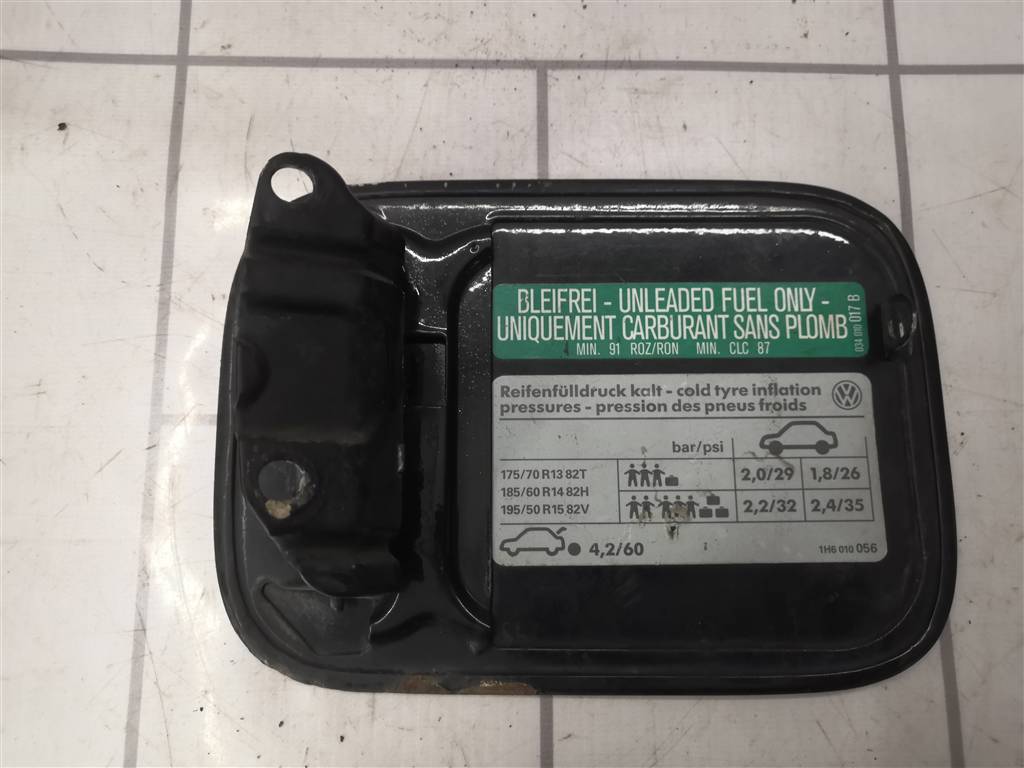 BLEIFREI - UNLEADED FUEL ONLY -
UNIQUEMENT CARBURANT SANS PLOMB
MIN. 91 ROZ/RON MIN. CLC 87
034 010 017 B
Reifenfülldruck kalt - cold tyre inflation
pressures - pression des pneus froids
bar/psi
175/70 R13 82T
185/60 R14 82H
195/50 R15 82V
2,0/29 1,8/26
2,2/32 2,4/35
4,2/60
1H6 010 056